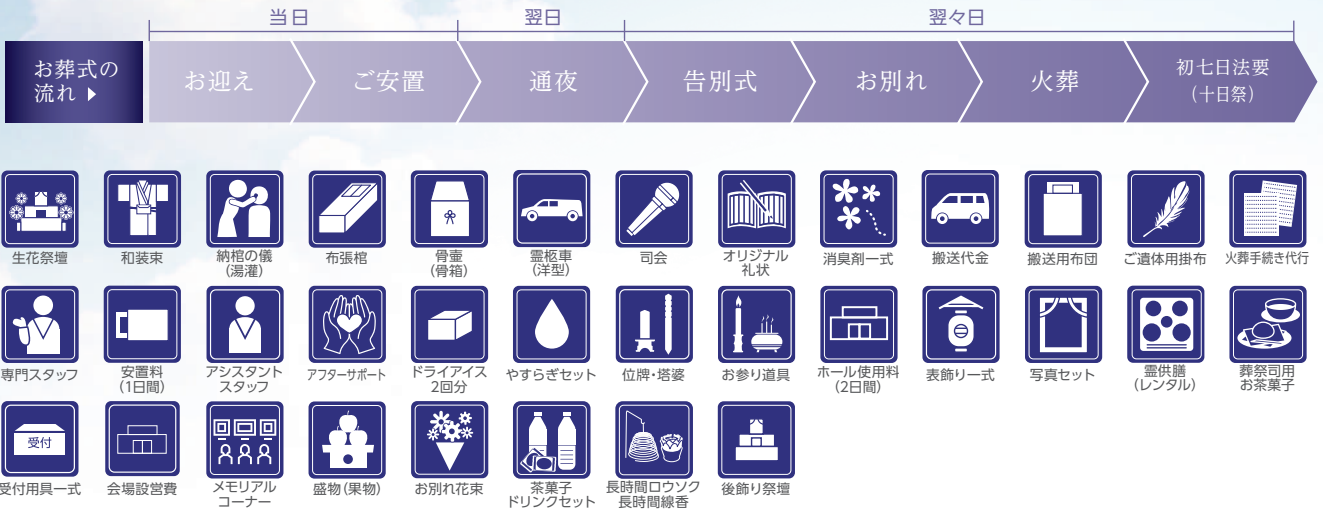 当日
翌日
翌々日
お葬式の
流れ ▶
お迎え
ご安置
通夜
告別式
お別れ
火葬
初七日法要
(十日祭)
生花祭壇
和装束
納棺の儀
(湯灌)
布張棺
骨壷
(骨箱)
霊柩車
(洋型)
司会
オリジナル
礼状
消臭剤一式
搬送代金
搬送用布団
ご遺体用掛布
火葬手続き代行
専門スタッフ
安置料
(1日間)
アシスタント
スタッフ
アフターサポート
ドライアイス
2回分
やすらぎセット
位牌・塔婆
お参り道具
ホール使用料
(2日間)
表飾り一式
写真セット
霊供膳
(レンタル)
葬祭司用
お茶菓子
受付
受付用具一式
会場設営費
メモリアル
コーナー
盛物(果物)
お別れ花束
茶菓子
ドリンクセット
長時間ロウソク
長時間線香
後飾り祭壇